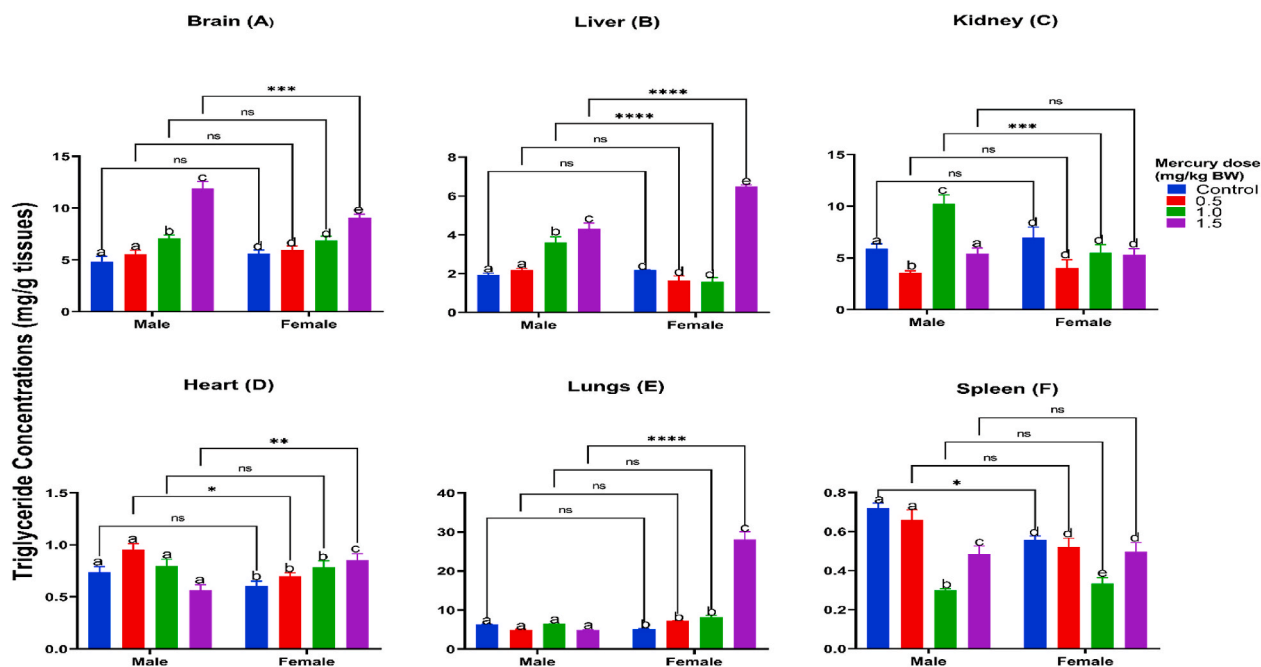 Brain (A)
Liver (B)
Kidney (C)
Triglyceride Concentrations (mg/g tissues)
***
ns
ns
ns
15
10
5
0
a
a
b
c
d
d
d
e
Male
Female
****
****
ns
ns
8
6
4
2
0
a
a
b
c
c
d
c
e
Male
Female
ns
***
ns
ns
15
10
5
0
a
b
c
a
d
d
d
d
Male
Female
Mercury dose
(mg/kg BW)
Control
0.5
1.0
1.5
Heart (D)
Lungs (E)
Spleen (F)
**
ns
*
ns
1.5
1.0
0.5
0.0
a
a
a
a
b
b
b
c
Male
Female
****
ns
ns
ns
40
30
20
10
0
a
a
a
a
b
b
b
c
Male
Female
ns
ns
ns
*
0.8
0.6
0.4
0.2
0.0
a
a
b
c
d
d
e
d
Male
Female